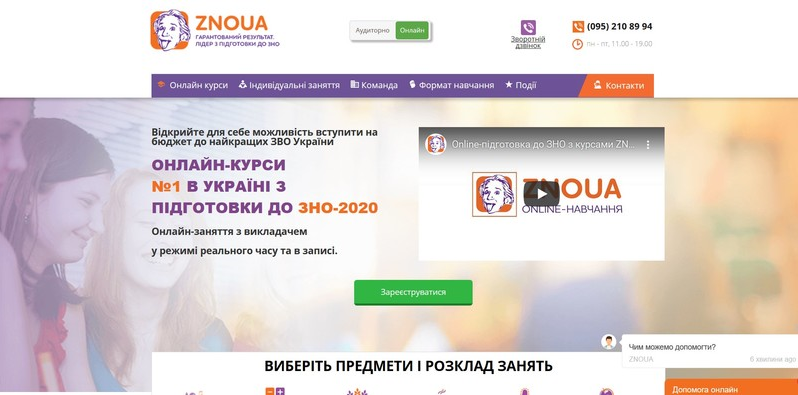 ZNOUA
ГАРАНТОВАНИЙ РЕЗУЛЬТАТ.
ЛІДЕР З ПІДГОТОВКИ ДО ЗНО
Аудиторно
Онлайн
Зворотній
дзвінок
(095) 210 89 94
пн - пт, 11.00 - 19.00
Онлайн курси
Індивідуальні заняття
Команда
Формат навчання
Події
Контакти
Відкрийте для себе можливість вступити на
бюджет до найкращих ЗВО України
ОНЛАЙН-КУРСИ
№1 В УКРАЇНІ З
ПІДГОТОВКИ ДО ЗНО-2020
Онлайн-заняття з викладачем
у режимі реального часу та в записі.
Online-підготовка до ЗНО з курсами ZN...
ZNOUA
ONLINE-НАВЧАННЯ
Зареєструватися
Чим можемо допомогти?
ZNOUA
6 хвилини ago
ВИБЕРІТЬ ПРЕДМЕТИ І РОЗКЛАД ЗАНЯТЬ
Допомога онлайн